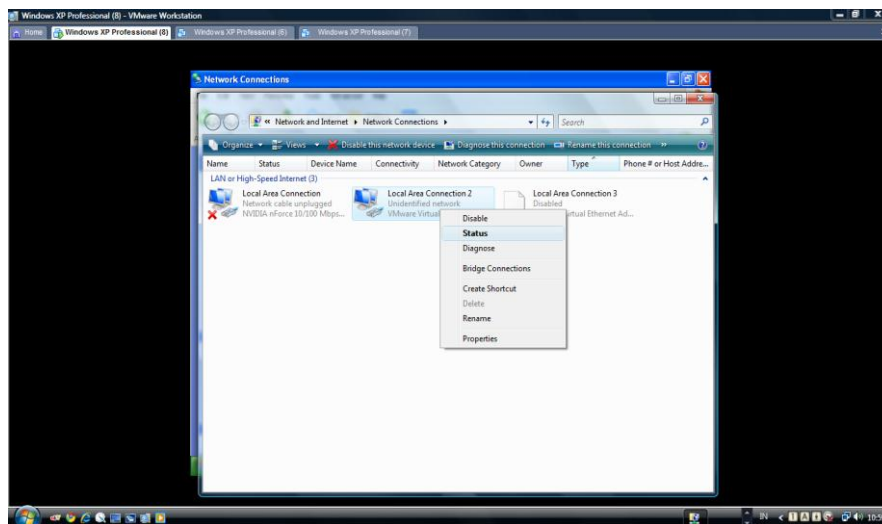 Windows XP Professional (8) - VMware Workstation
Home Windows XP Professional (8) Windows XP Professional (6) Windows XP Professional (7)
Network Connections
« Network and Internet Network Connections Search
Organize Views Disable this network device Diagnose this connection Rename this connection »
Name Status Device Name Connectivity Network Category Owner Type Phone # or Host Addre...
LAN or High-Speed Internet (3)
Local Area Connection Local Area Connection 2 Local Area Connection 3
Network cable unplugged Unidentified network Disabled
NVIDIA nForce 10/100 Mbps... VMware Virtual Ethernet Ad...
Disable
Status
Diagnose
Bridge Connections
Create Shortcut
Delete
Rename
Properties
IN